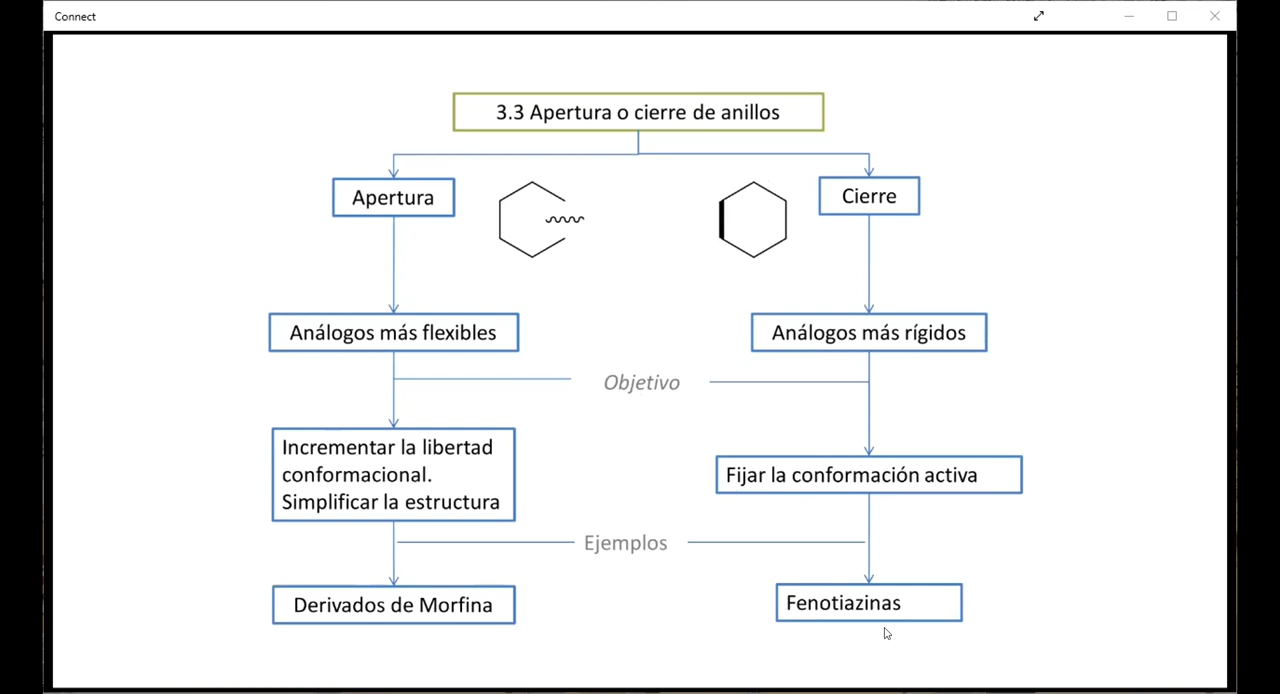 Connect
3.3 Apertura o cierre de anillos
Apertura
Cierre
Análogos más flexibles
Análogos más rígidos
Objetivo
Incrementar la libertad
conformacional.
Simplificar la estructura
Fijar la conformación activa
Ejemplos
Derivados de Morfina
Fenotiazinas